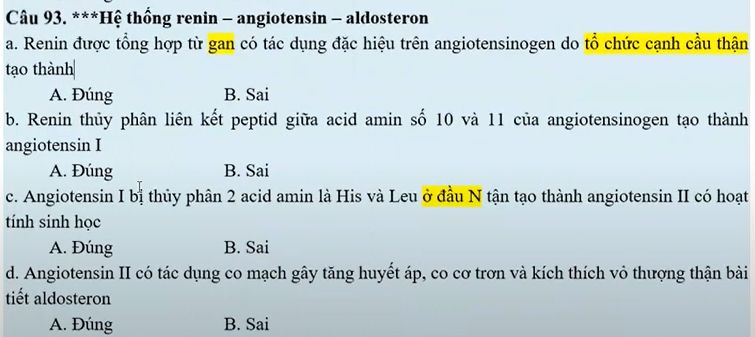 Câu 93. ***Hệ thống renin – angiotensin – aldosteron
a. Renin được tổng hợp từ gan có tác dụng đặc hiệu trên angiotensinogen do tổ chức cạnh cầu thận
tạo thành
A. Đúng B. Sai
b. Renin thủy phân liên kết peptid giữa acid amin số 10 và 11 của angiotensinogen tạo thành
angiotensin I
A. Đúng B. Sai
c. Angiotensin I bị thủy phân 2 acid amin là His và Leu ở đầu N tận tạo thành angiotensin II có hoạt
tính sinh học
A. Đúng B. Sai
d. Angiotensin II có tác dụng co mạch gây tăng huyết áp, co cơ trơn và kích thích vỏ thượng thận bài
tiết aldosteron
A. Đúng B. Sai